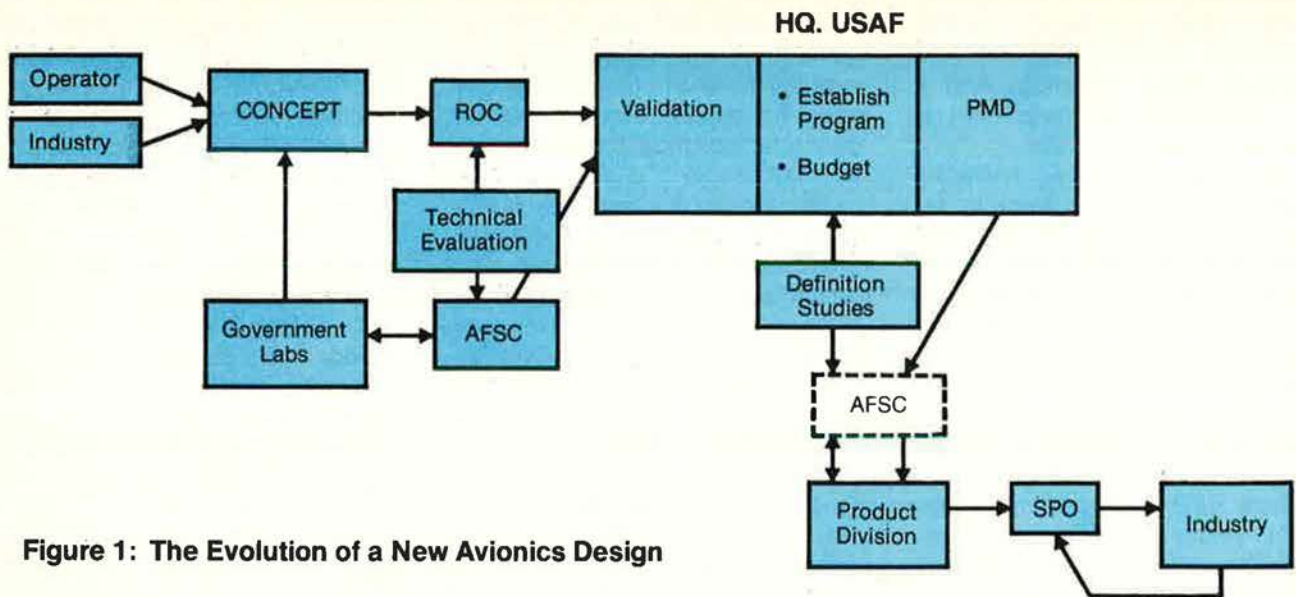 HQ. USAF
Operator
Industry
CONCEPT
ROC
Validation
• Establish
Program
• Budget
PMD
Technical
Evaluation
Government
Labs
AFSC
Definition
Studies
AFSC
Product
Division
SPO
Industry
Figure 1: The Evolution of a New Avionics Design